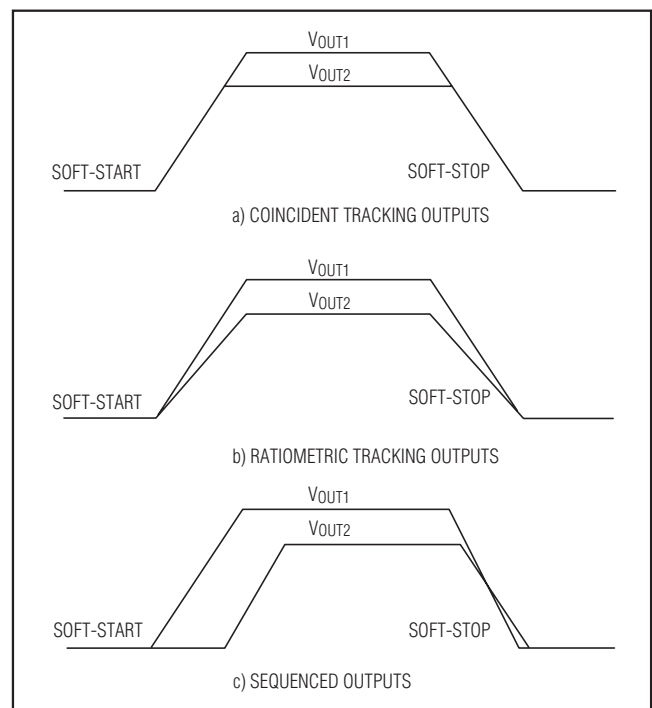 VOUT1
VOUT2
SOFT-START SOFT-STOP
a) COINCIDENT TRACKING OUTPUTS
VOUT1
VOUT2
SOFT-START SOFT-STOP
b) RATIOMETRIC TRACKING OUTPUTS
VOUT1
VOUT2
SOFT-START SOFT-STOP
c) SEQUENCED OUTPUTS